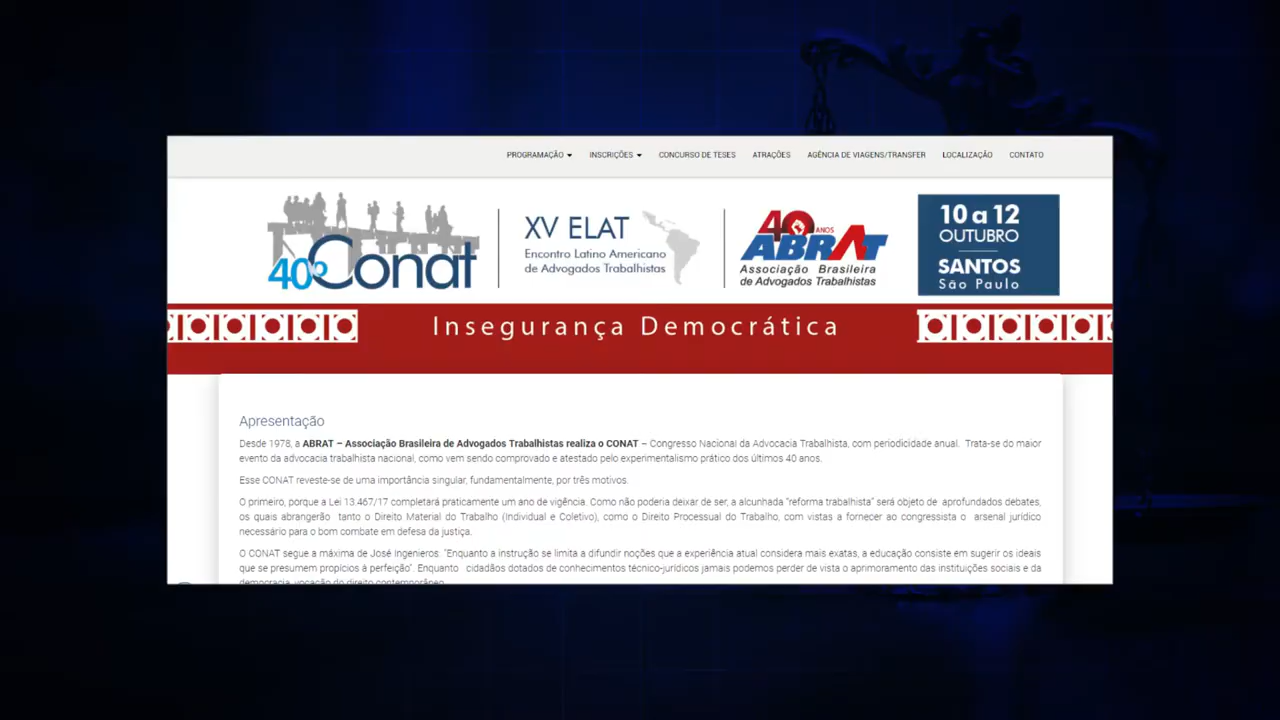 PROGRAMAÇÃO INSCRIÇÕES CONCURSO DE TESES ATRAÇÕES AGÊNCIA DE VIAGENS/TRANSFER LOCALIZAÇÃO CONTATO
40º Conat
XV ELAT
Encontro Latino Americano
de Advogados Trabalhistas
40 ANOS
ABRAT
Associação Brasileira
de Advogados Trabalhistas
10 a 12
OUTUBRO
SANTOS
São Paulo
Insegurança Democrática
Apresentação
Desde 1978, a ABRAT – Associação Brasileira de Advogados Trabalhistas realiza o CONAT – Congresso Nacional da Advocacia Trabalhista, com periodicidade anual. Trata-se do maior
evento da advocacia trabalhista nacional, como vem sendo comprovado e atestado pelo experimentalismo prático dos últimos 40 anos.
Esse CONAT reveste-se de uma importância singular, fundamentalmente, por três motivos.
O primeiro, porque a Lei 13.467/17 completará praticamente um ano de vigência. Como não poderia deixar de ser, a alcunhada “reforma trabalhista” será objeto de aprofundados debates,
os quais abrangerão tanto o Direito Material do Trabalho (Individual e Coletivo), como o Direito Processual do Trabalho, com vistas a fornecer ao congressista o arsenal jurídico
necessário para o bom combate em defesa da justiça.
O CONAT segue a máxima de José Ingenieros “Enquanto a instrução se limita a difundir noções que a experiência atual considera mais exatas, a educação consiste em sugerir os ideais
que se presumem propícios à perfeição”. Enquanto cidadãos dotados de conhecimentos técnico-jurídicos jamais podemos perder de vista o aprimoramento das instituições sociais e da
democracia, vocação do direito contemporâneo